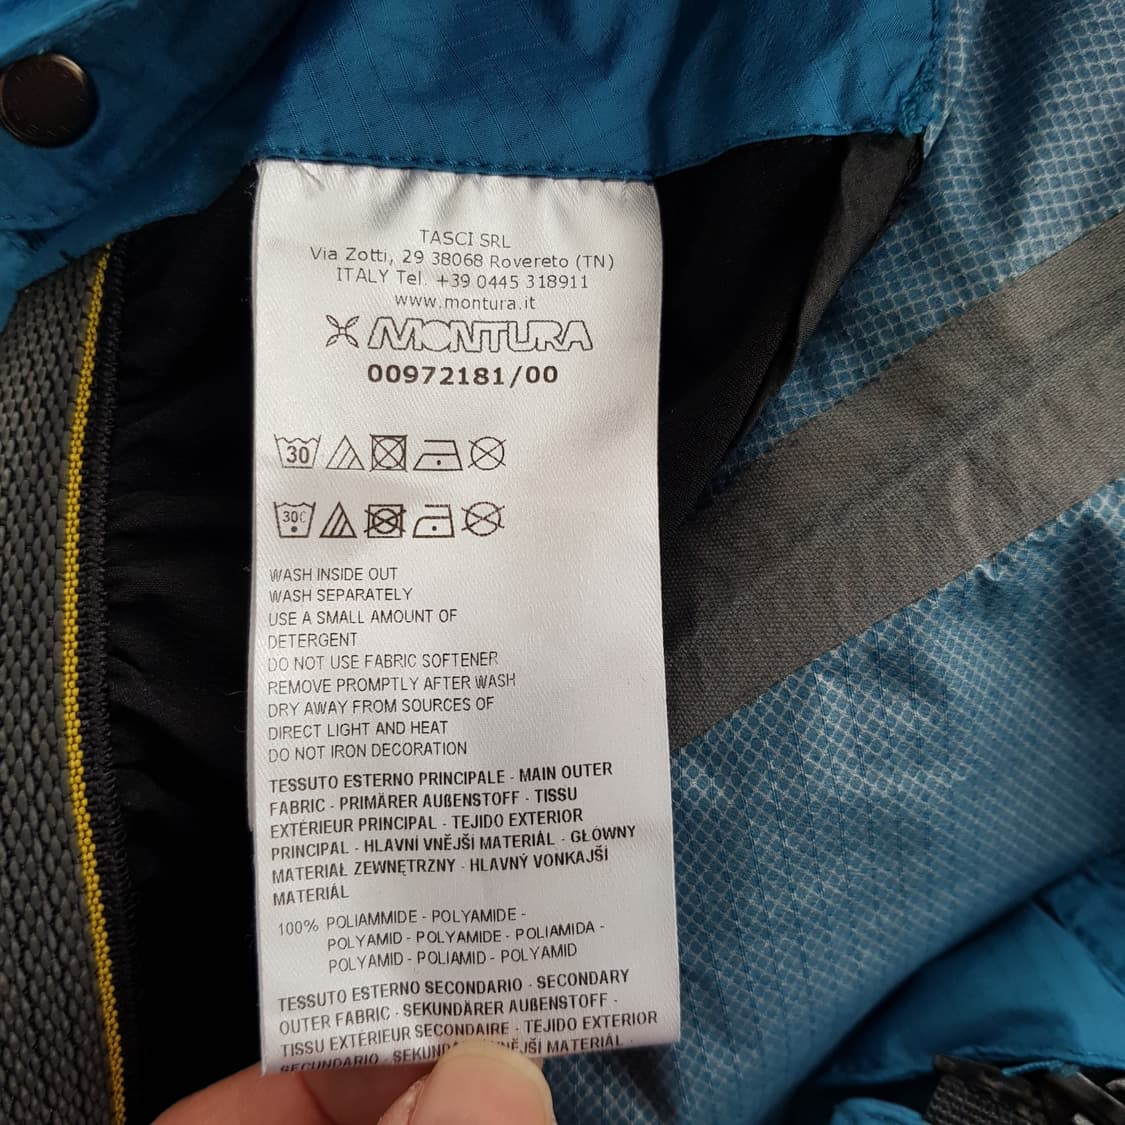 TASCI SRL
Via Zotti, 29 38068 Rovereto (TN)
ITALY Tel. +39 0445 318911
www.montura.it
MONTURA
00972181/00
30
30C
WASH INSIDE OUT
WASH SEPARATELY
USE A SMALL AMOUNT OF
DETERGENT
DO NOT USE FABRIC SOFTENER
REMOVE PROMPTLY AFTER WASH
DRY AWAY FROM SOURCES OF
DIRECT LIGHT AND HEAT
DO NOT IRON DECORATION
TESSUTO ESTERNO PRINCIPALE - MAIN OUTER
FABRIC - PRIMÄRER AUßENSTOFF - TISSU
EXTÉRIEUR PRINCIPAL - TEJIDO EXTERIOR
PRINCIPAL - HLAVNÍ VNĚJŠÍ MATERIÁL - GŁÓWNY
MATERIAŁ ZEWNĘTRZNY - HLAVNÝ VONKAJŠÍ
MATERIÁL
100% POLIAMMIDE - POLYAMIDE -
POLYAMID - POLYAMIDE - POLIAMIDA -
POLYAMID - POLIAMID - POLYAMID
TESSUTO ESTERNO SECONDARIO - SECONDARY
OUTER FABRIC - SEKUNDÄRER AUßENSTOFF -
TISSU EXTÉRIEUR SECONDAIRE - TEJIDO EXTERIOR
SECUNDARIO - MATERIÁL -